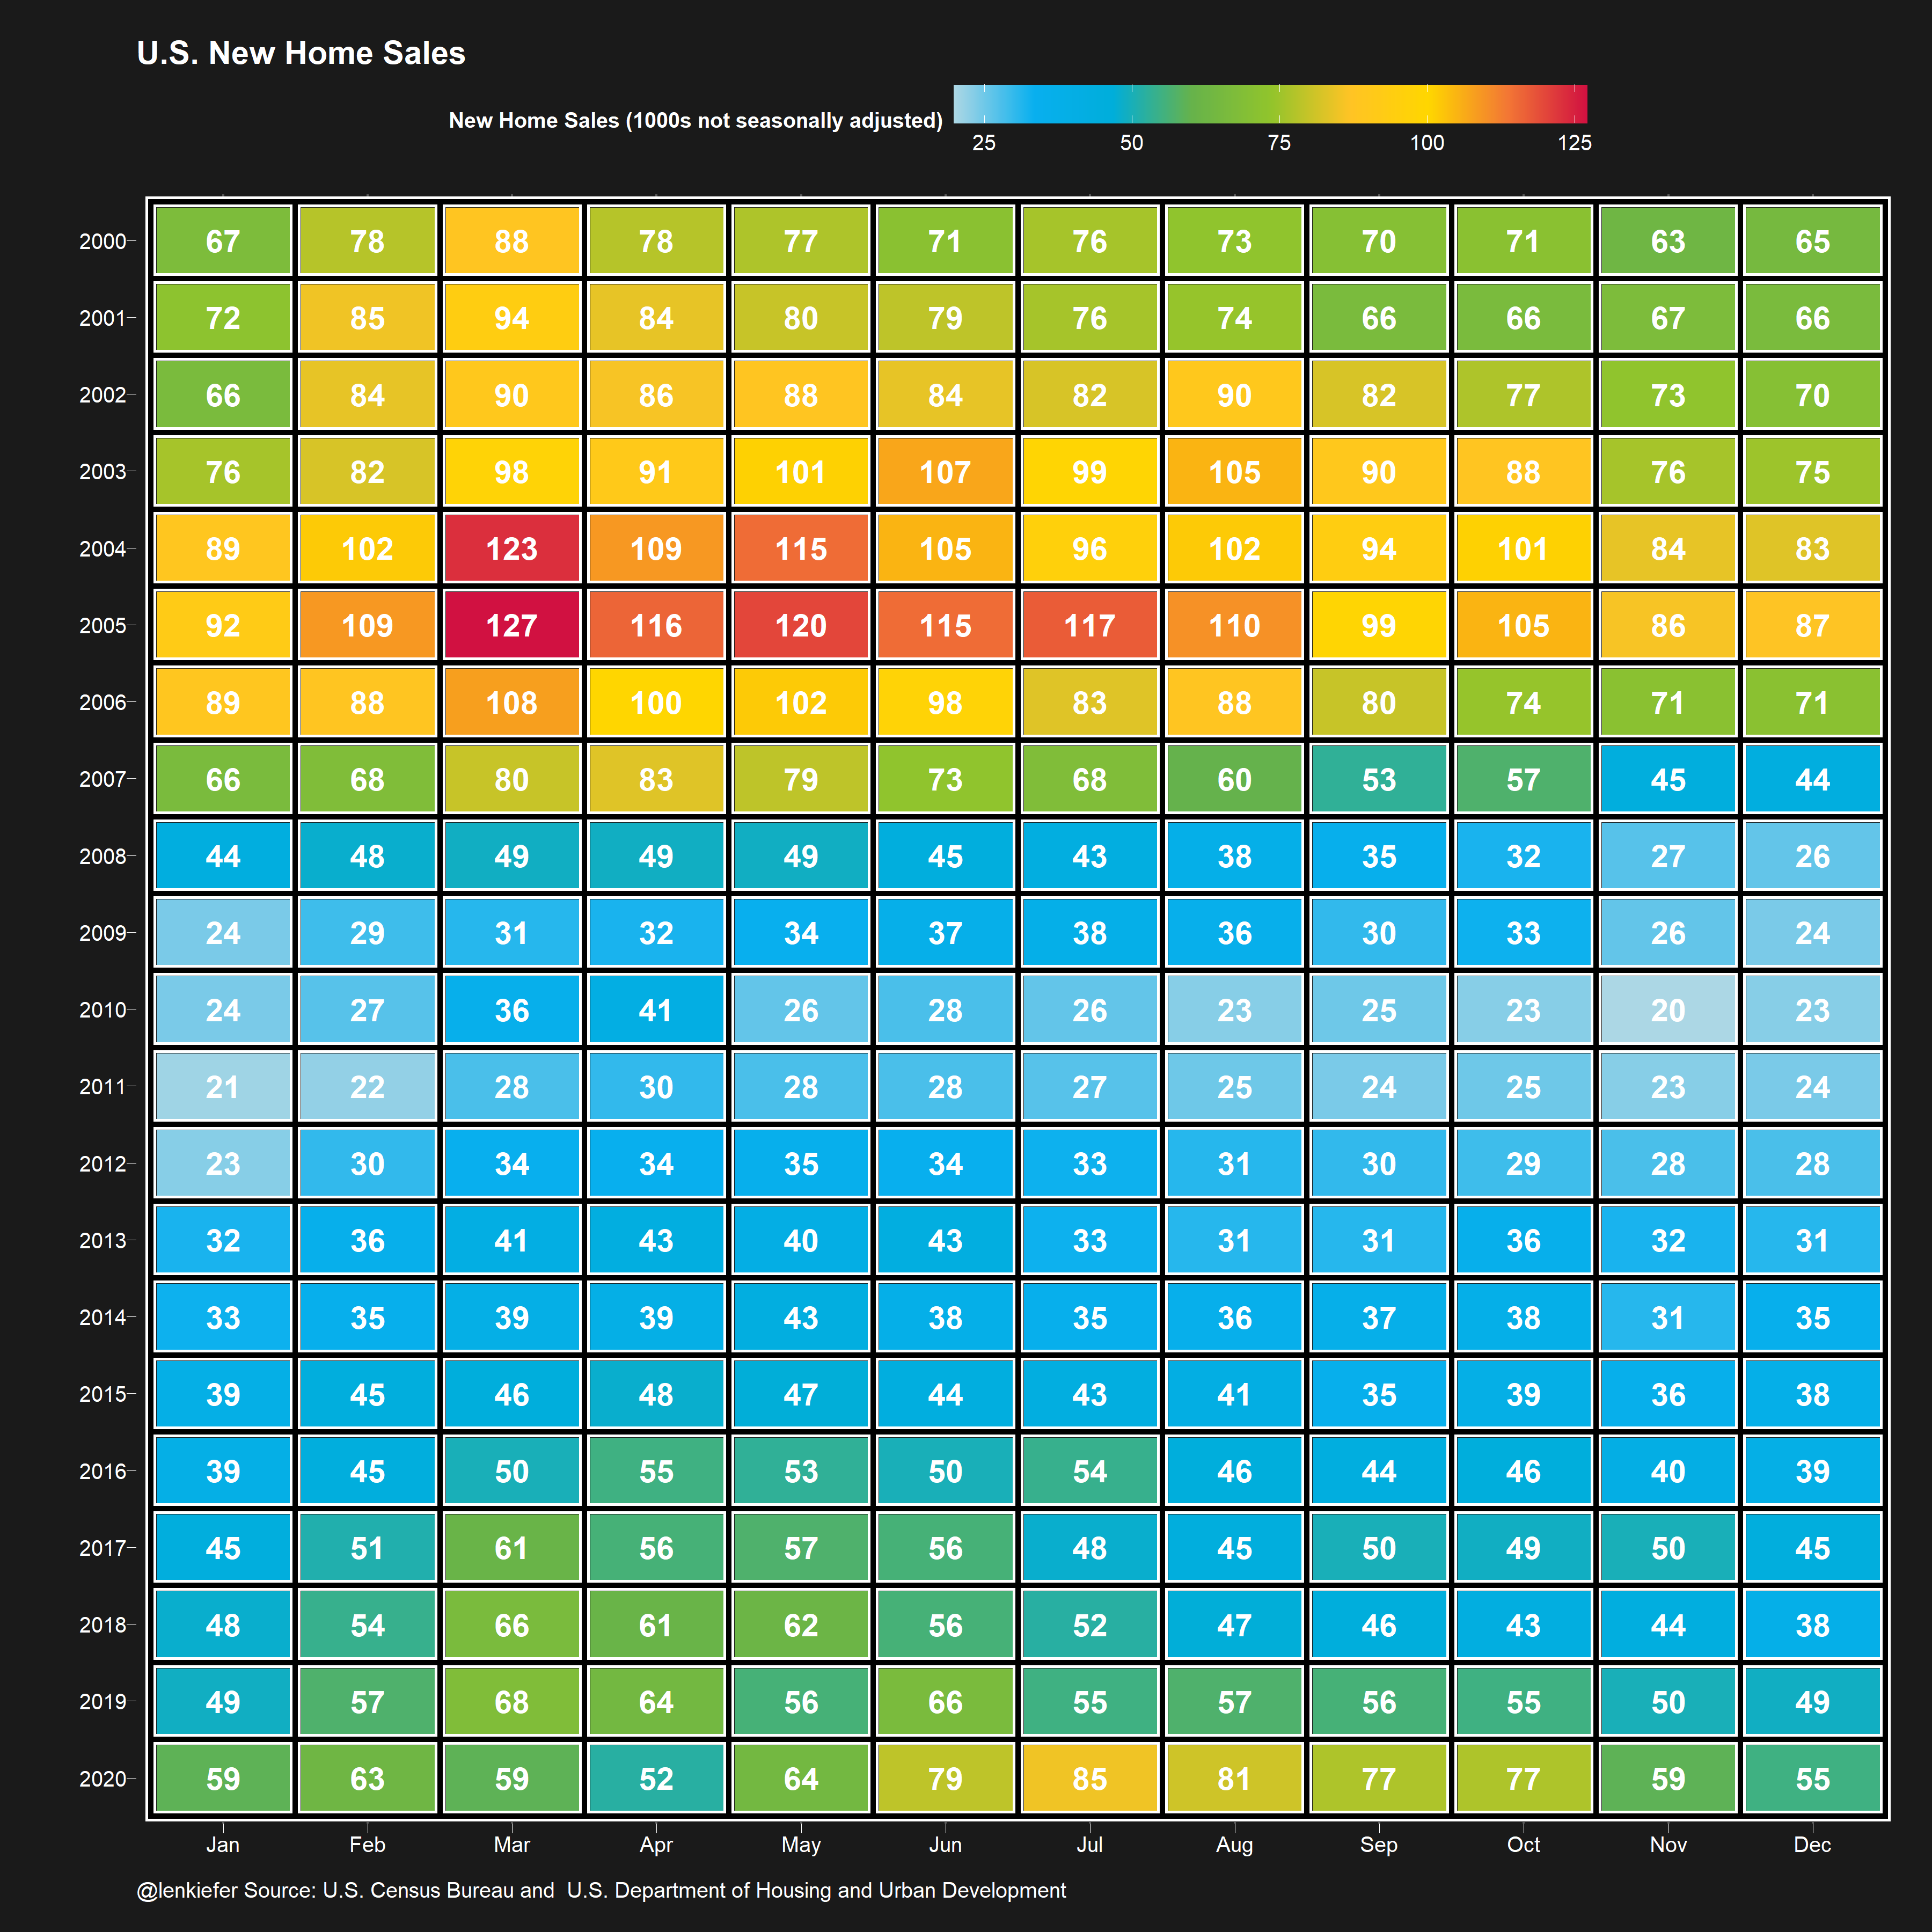 U.S. New Home Sales
New Home Sales (1000s not seasonally adjusted)
25 50 75 100 125
2000 67 78 88 78 77 71 76 73 70 71 63 65
2001 72 85 94 84 80 79 76 74 66 66 67 66
2002 66 84 90 86 88 84 82 90 82 77 73 70
2003 76 82 98 91 101 107 99 105 90 88 76 75
2004 89 102 123 109 115 105 96 102 94 101 84 83
2005 92 109 127 116 120 115 117 110 99 105 86 87
2006 89 88 108 100 102 98 83 88 80 74 71 71
2007 66 68 80 83 79 73 68 60 53 57 45 44
2008 44 48 49 49 49 45 43 38 35 32 27 26
2009 24 29 31 32 34 37 38 36 30 33 26 24
2010 24 27 36 41 26 28 26 23 25 23 20 23
2011 21 22 28 30 28 28 27 25 24 25 23 24
2012 23 30 34 34 35 34 33 31 30 29 28 28
2013 32 36 41 43 40 43 33 31 31 36 32 31
2014 33 35 39 39 43 38 35 36 37 38 31 35
2015 39 45 46 48 47 44 43 41 35 39 36 38
2016 39 45 50 55 53 50 54 46 44 46 40 39
2017 45 51 61 56 57 56 48 45 50 49 50 45
2018 48 54 66 61 62 56 52 47 46 43 44 38
2019 49 57 68 64 56 66 55 57 56 55 50 49
2020 59 63 59 52 64 79 85 81 77 77 59 55
Jan Feb Mar Apr May Jun Jul Aug Sep Oct Nov Dec
@lenkiefer Source: U.S. Census Bureau and  U.S. Department of Housing and Urban Development